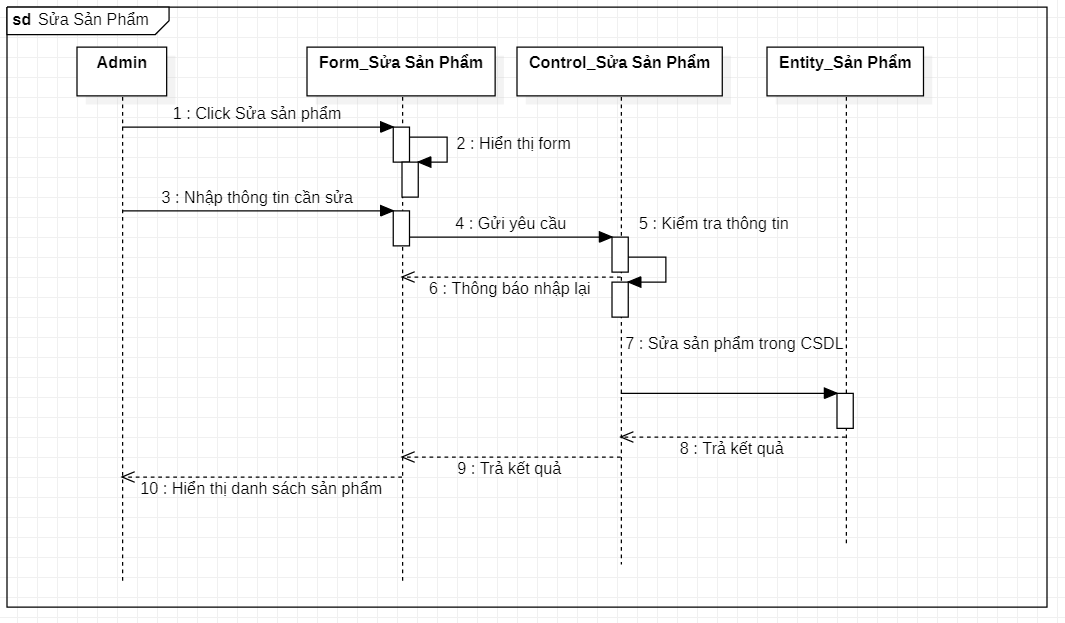 sd Sửa Sản Phẩm
Admin
Form_Sửa Sản Phẩm
Control_Sửa Sản Phẩm
Entity_Sản Phẩm
1 : Click Sửa sản phẩm
2 : Hiển thị form
3 : Nhập thông tin cần sửa
4 : Gửi yêu cầu
5 : Kiểm tra thông tin
6 : Thông báo nhập lại
7 : Sửa sản phẩm trong CSDL
8 : Trả kết quả
9 : Trả kết quả
10 : Hiển thị danh sách sản phẩm